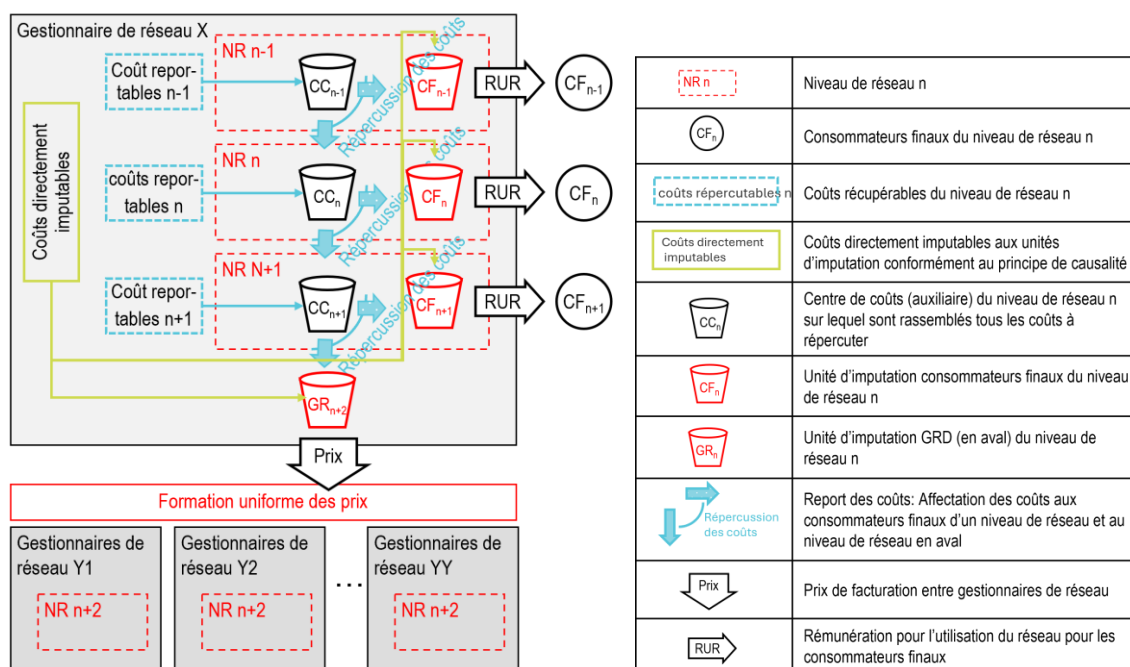 Gestionnaire de réseau X
NR n-1
Coût repor-
tables n-1
CCn-1
Répercussion des coûts
CFn-1
RUR
CFn-1
Coûts directement
imputables
NR n
coûts repor-
tables n
CCn
Répercussion des coûts
CFn
RUR
CFn
NR N+1
Coût repor-
tables n+1
CCn+1
Répercussion des coûts
CFn+1
RUR
CFn+1
GRn+2
Prix
Formation uniforme des prix
Gestionnaires de
réseau Y1
NR n+2
Gestionnaires de
réseau Y2
NR n+2
...
Gestionnaires de
réseau YY
NR n+2
NR n
Niveau de réseau n
CFn
Consommateurs finaux du niveau de réseau n
coûts répercutables n
Coûts récupérables du niveau de réseau n
Coûts directement
imputables
Coûts directement imputables aux unités
d'imputation conformément au principe de causalité
CCn
Centre de coûts (auxiliaire) du niveau de réseau n
sur lequel sont rassemblés tous les coûts à
répercuter
CFn
Unité d'imputation consommateurs finaux du niveau
de réseau n
GRn
Unité d'imputation GRD (en aval) du niveau de
réseau n
Répercussion
des coûts
Report des coûts: Affectation des coûts aux
consommateurs finaux d'un niveau de réseau et au
niveau de réseau en aval
Prix
Prix de facturation entre gestionnaires de réseau
RUR
Rémunération pour l'utilisation du réseau pour les
consommateurs finaux